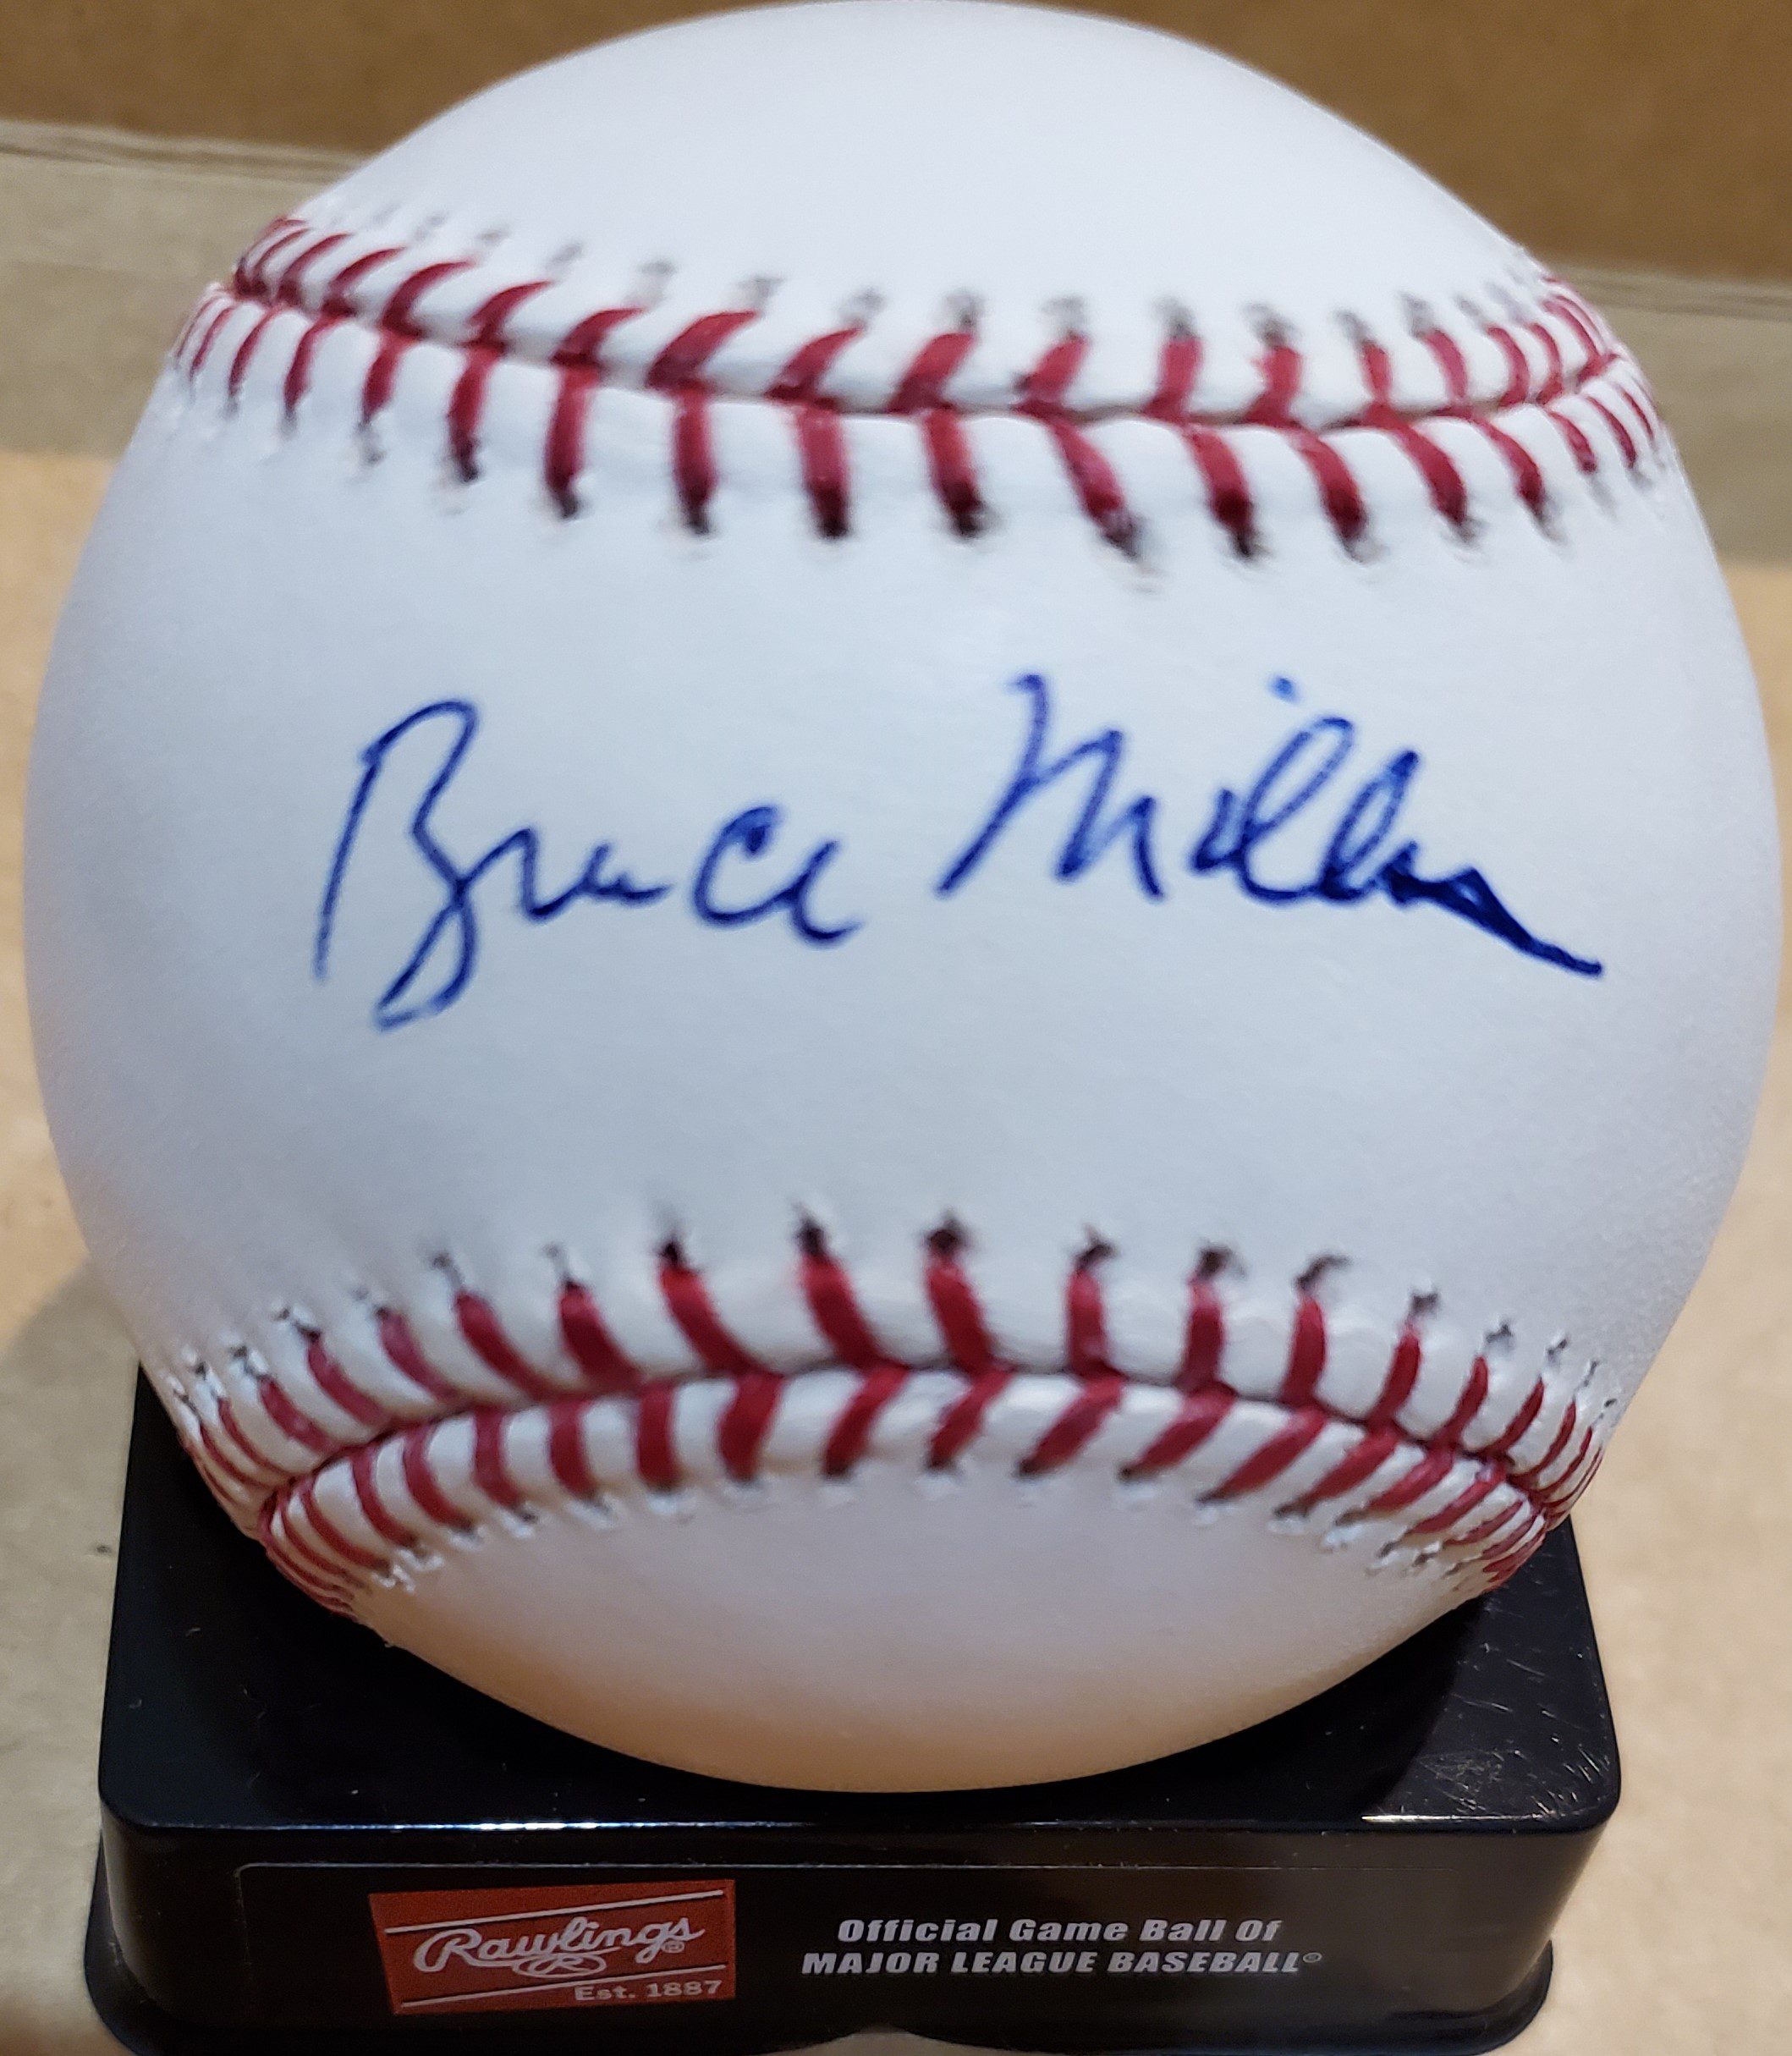 Bruce Miller
Rawlings®
R
Est. 1887
Official Game Ball Of
MAJOR LEAGUE BASEBALL®